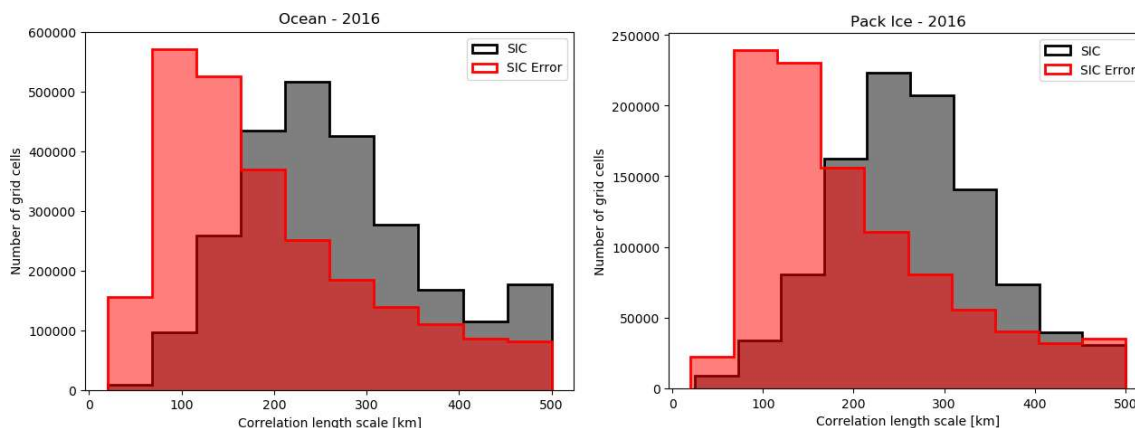 Ocean - 2016
SIC
SIC Error
600000
500000
400000
300000
200000
100000
0
Number of grid cells
0 100 200 300 400 500
Correlation length scale [km]
Pack Ice - 2016
SIC
SIC Error
250000
200000
150000
100000
50000
0
Number of grid cells
0 100 200 300 400 500
Correlation length scale [km]